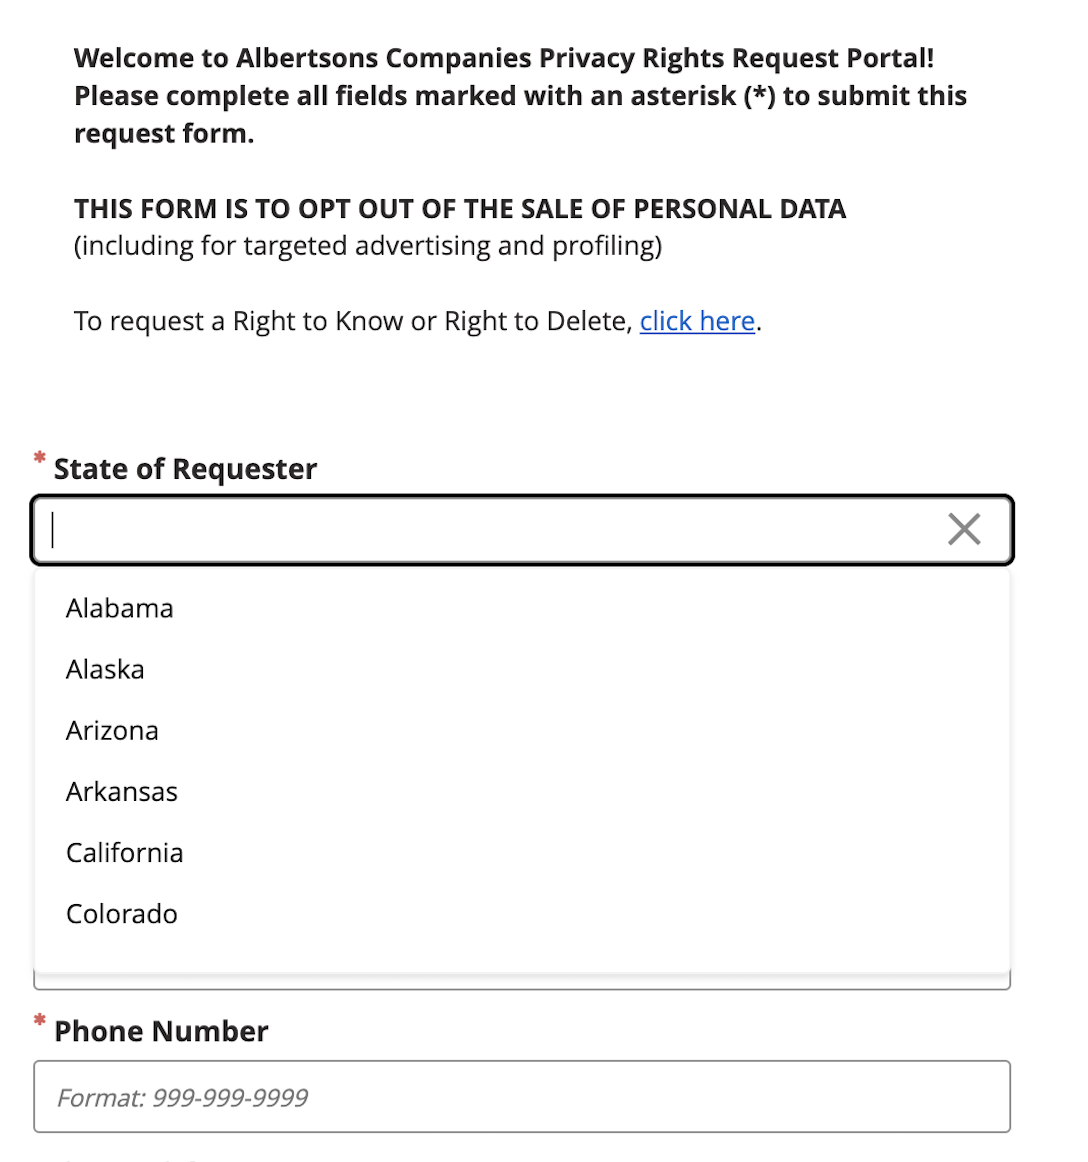 Welcome to Albertsons Companies Privacy Rights Request Portal!
Please complete all fields marked with an asterisk (*) to submit this
request form.
THIS FORM IS TO OPT OUT OF THE SALE OF PERSONAL DATA
(including for targeted advertising and profiling)
To request a Right to Know or Right to Delete, click here.
* State of Requester
Alabama
Alaska
Arizona
Arkansas
California
Colorado
* Phone Number
Format: 999-999-9999